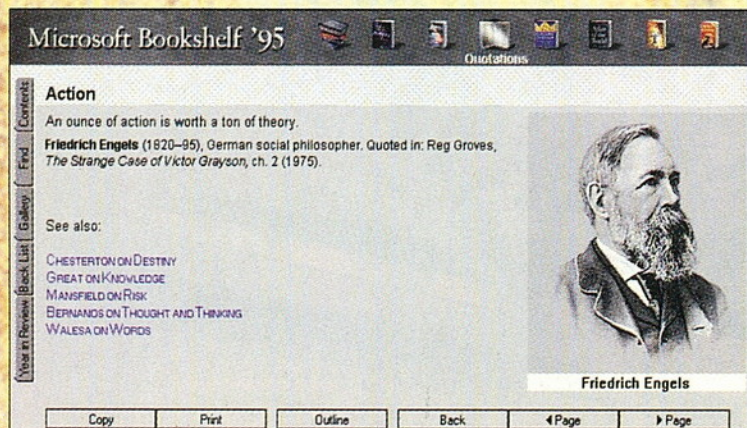 Microsoft Bookshelf '95
Quotations
Contents
Find
Gallery
Back List
Year in Review
Action
An ounce of action is worth a ton of theory.
Friedrich Engels (1820–95), German social philosopher. Quoted in: Reg Groves,
The Strange Case of Victor Grayson, ch. 2 (1975).
See also:
CHESTERTON ON DESTINY
GREAT ON KNOWLEDGE
MANSFIELD ON RISK
BERNANOS ON THOUGHT AND THINKING
WALESA ON WORDS
Friedrich Engels
Copy
Print
Outline
Back
Page
Page